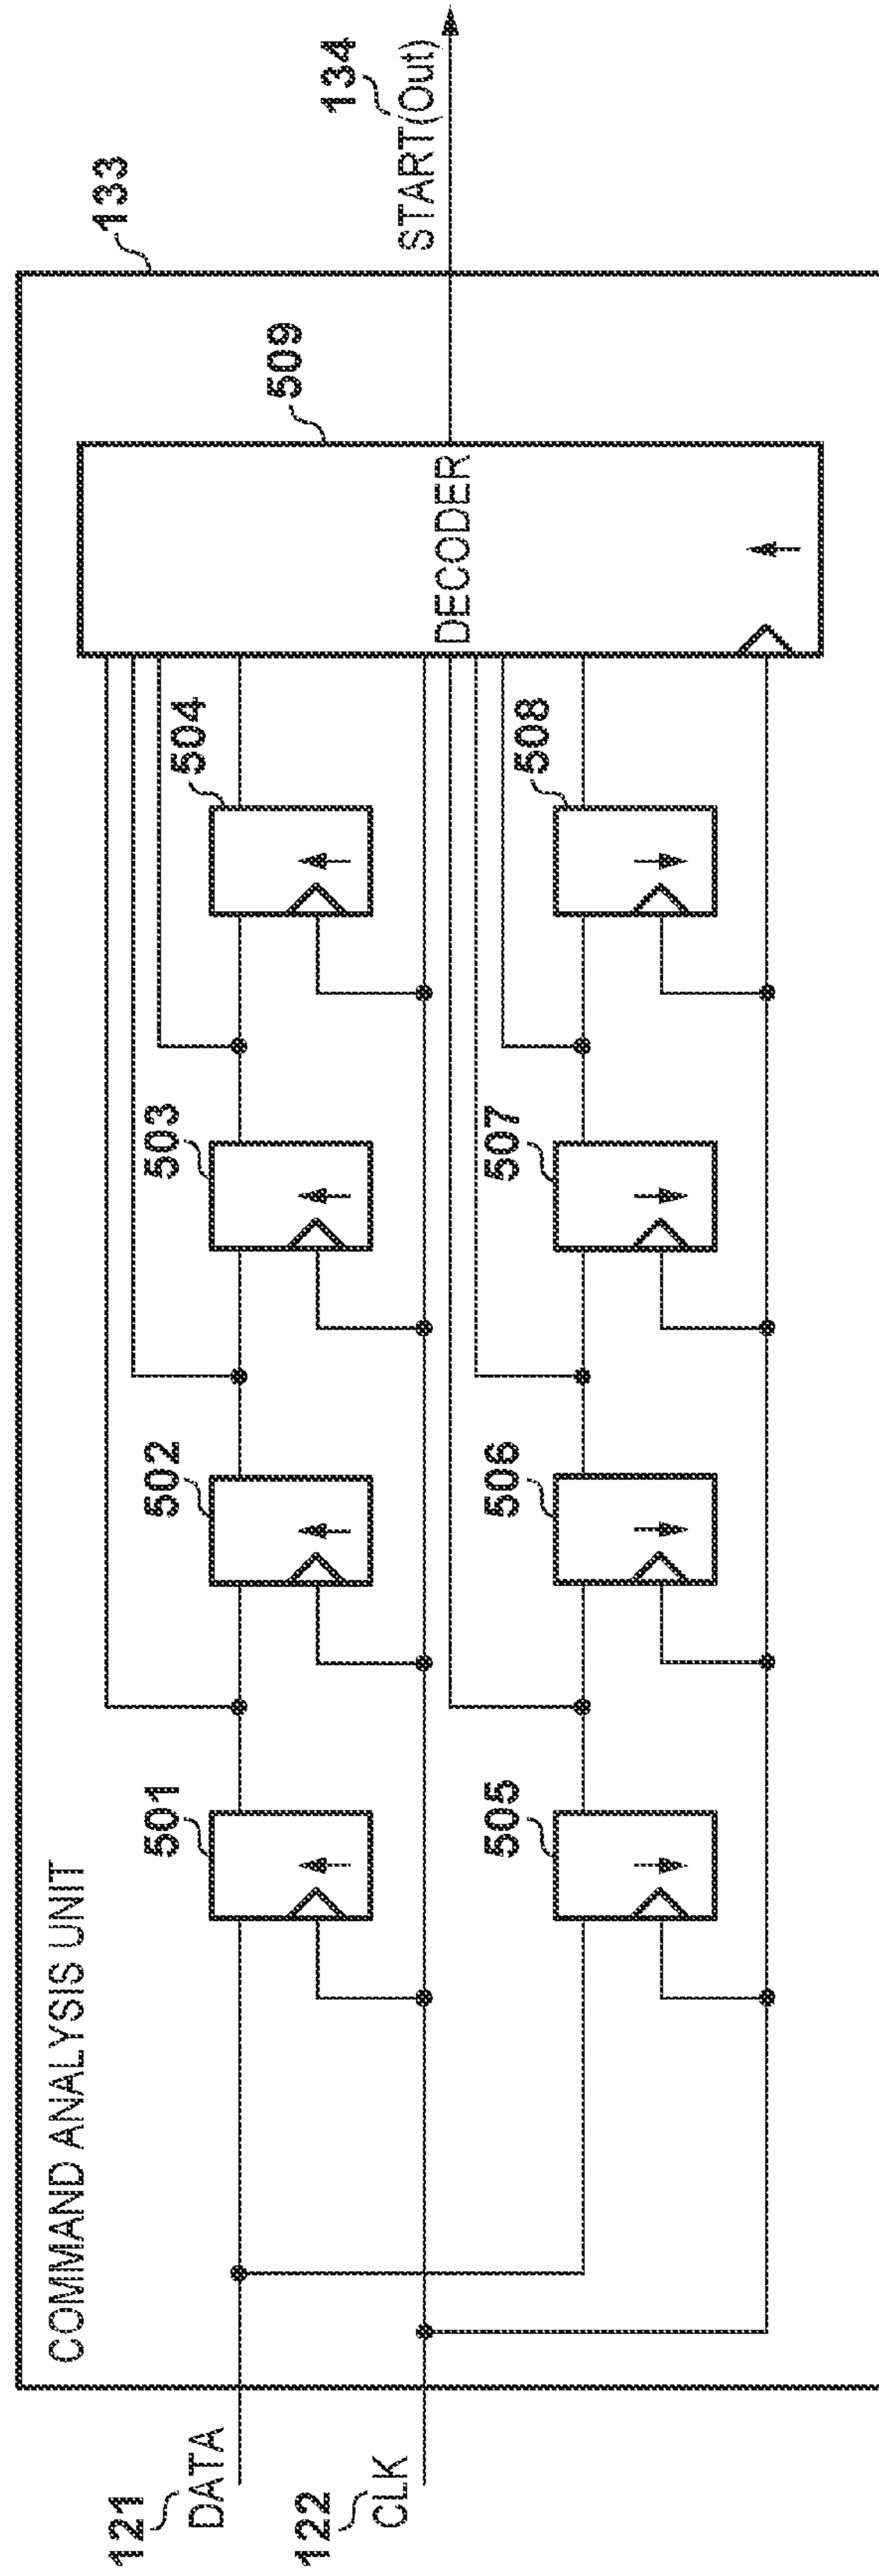 COMMAND ANALYSIS UNIT
133
121
DATA
122
CLK
501
502
503
504
505
506
507
508
509
DECODER
134
START(Out)